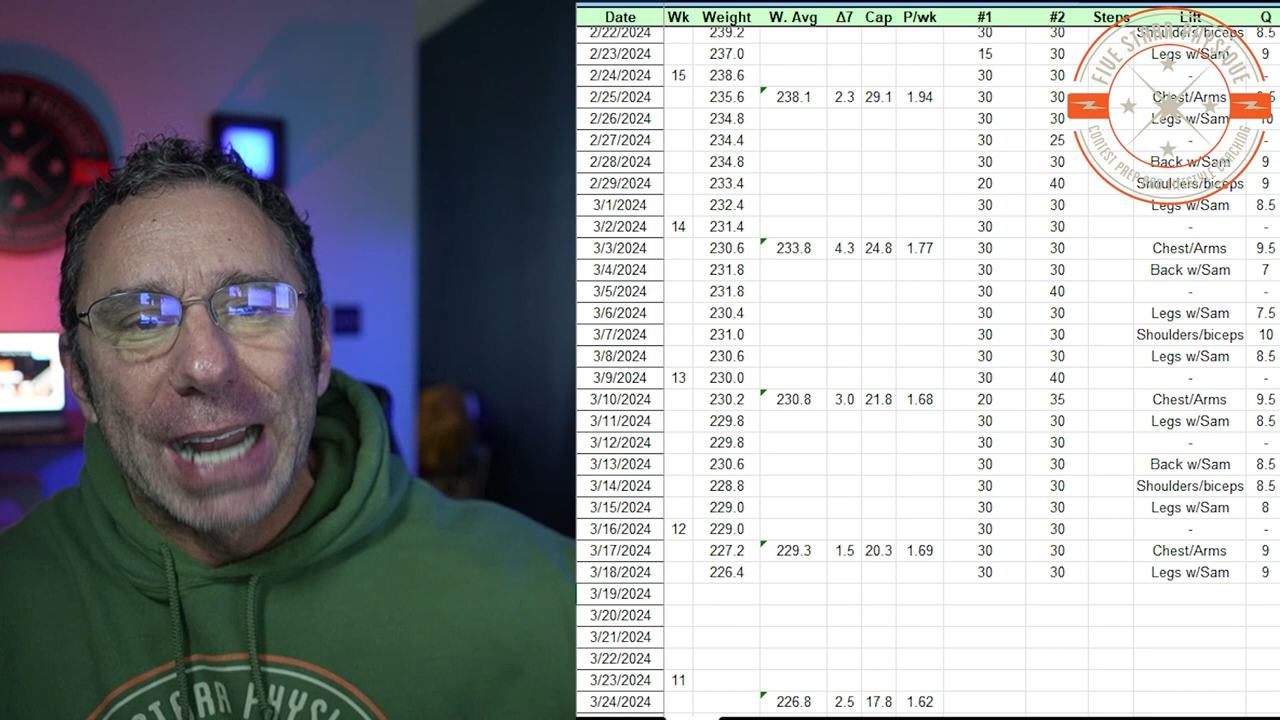 Date Wk Weight W. Avg Δ7 Cap P/wk #1 #2 Steps Lift Q
2/22/2024 239.2 30 30 Shoulders/biceps 8.5
2/23/2024 237.0 15 30 Legs w/Sam 9
2/24/2024 15 238.6 30 30 - -
2/25/2024 235.6 238.1 2.3 29.1 1.94 30 30 Chest/Arms
2/26/2024 234.8 30 30 Legs w/Sam 10
2/27/2024 234.4 30 25 - -
2/28/2024 234.8 30 30 Back w/Sam 9
2/29/2024 233.4 20 40 Shoulders/biceps 9
3/1/2024 232.4 30 30 Legs w/Sam 8.5
3/2/2024 14 231.4 30 30 - -
3/3/2024 230.6 233.8 4.3 24.8 1.77 30 30 Chest/Arms 9.5
3/4/2024 231.8 30 30 Back w/Sam 7
3/5/2024 231.8 30 40 - -
3/6/2024 230.4 30 30 Legs w/Sam 7.5
3/7/2024 231.0 30 30 Shoulders/biceps 10
3/8/2024 230.6 30 30 Legs w/Sam 8.5
3/9/2024 13 230.0 30 40 - -
3/10/2024 230.2 230.8 3.0 21.8 1.68 20 35 Chest/Arms 9.5
3/11/2024 229.8 30 30 Legs w/Sam 8.5
3/12/2024 229.8 30 30 - -
3/13/2024 230.6 30 30 Back w/Sam 8.5
3/14/2024 228.8 30 30 Shoulders/biceps 8.5
3/15/2024 229.0 30 30 Legs w/Sam 8
3/16/2024 12 229.0 30 30 - -
3/17/2024 227.2 229.3 1.5 20.3 1.69 30 30 Chest/Arms 9
3/18/2024 226.4 30 30 Legs w/Sam 9
3/19/2024
3/20/2024
3/21/2024
3/22/2024
3/23/2024 11
3/24/2024 226.8 2.5 17.8 1.62
FIVE STARR PHYSIQUE
CONTEST PREP AND LIFESTYLE COACHING
STARR PHYSI